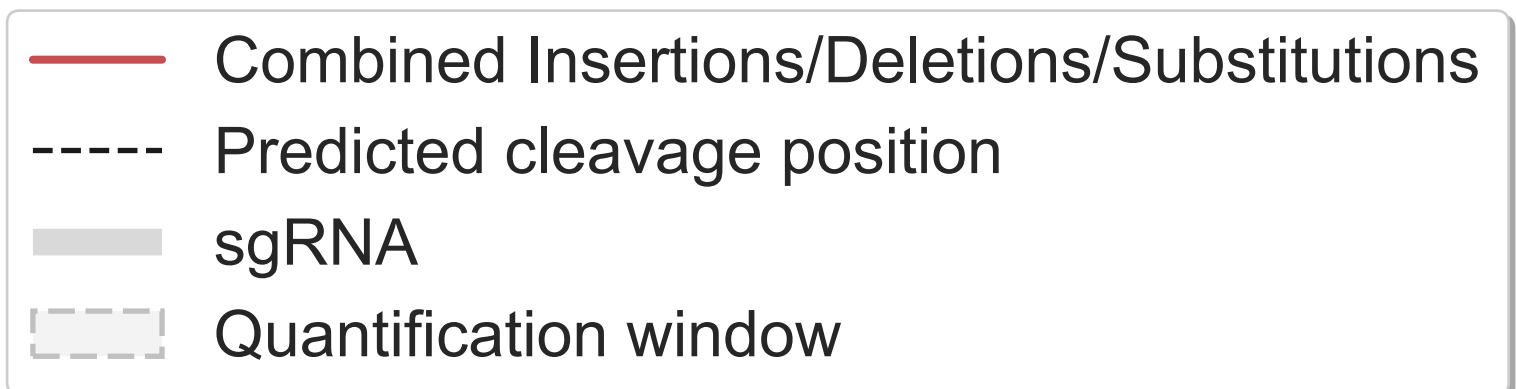 Combined Insertions/Deletions/Substitutions
Predicted cleavage position
sgRNA
Quantification window